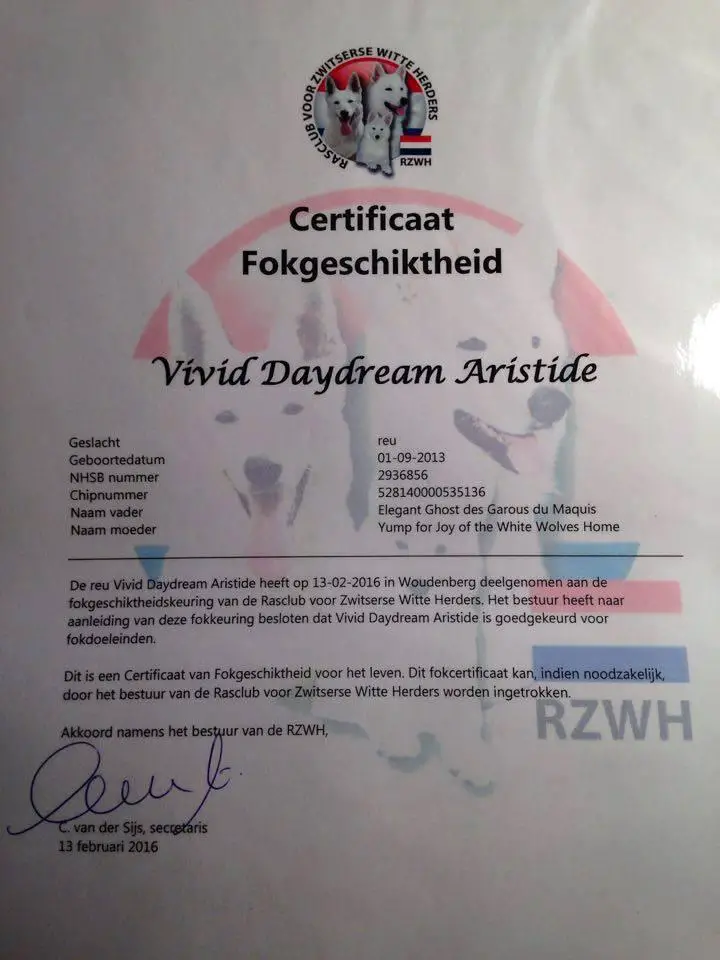 RASCLUB VOOR ZWITSERSE WITTE HERDERS
RZWH
Certificaat
Fokgeschiktheid
Vivid Daydream Aristide
Geslacht reu
Geboortedatum 01-09-2013
NHSB nummer 2936856
Chipnummer 528140000535136
Naam vader Elegant Ghost des Garous du Maquis
Naam moeder Yump for Joy of the White Wolves Home
De reu Vivid Daydream Aristide heeft op 13-02-2016 in Woudenberg deelgenomen aan de
fokgeschiktheidskeuring van de Rasclub voor Zwitserse Witte Herders. Het bestuur heeft naar
aanleiding van deze fokkeuring besloten dat Vivid Daydream Aristide is goedgekeurd voor
fokdoeleinden.
Dit is een Certificaat van Fokgeschiktheid voor het leven. Dit fokcertificaat kan, indien noodzakelijk,
door het bestuur van de Rasclub voor Zwitserse Witte Herders worden ingetrokken.
RZWH
Akkoord namens het bestuur van de RZWH,
C. van der Sijs, secretaris
13 februari 2016